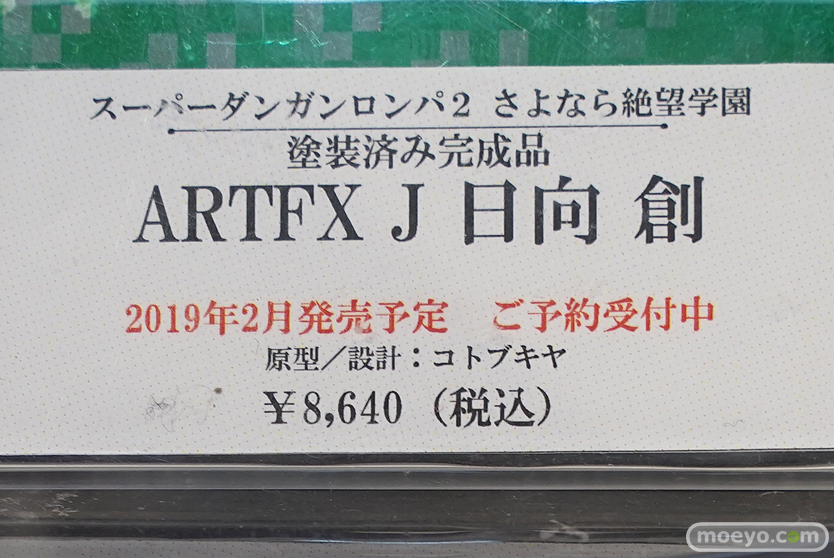 スーパーダンガンロンパ2 さよなら絶望学園
塗装済み完成品
ARTFX J 日向 創
2019年2月発売予定 ご予約受付中
原型／設計：コトブキヤ
¥8,640（税込）
moeyo.com